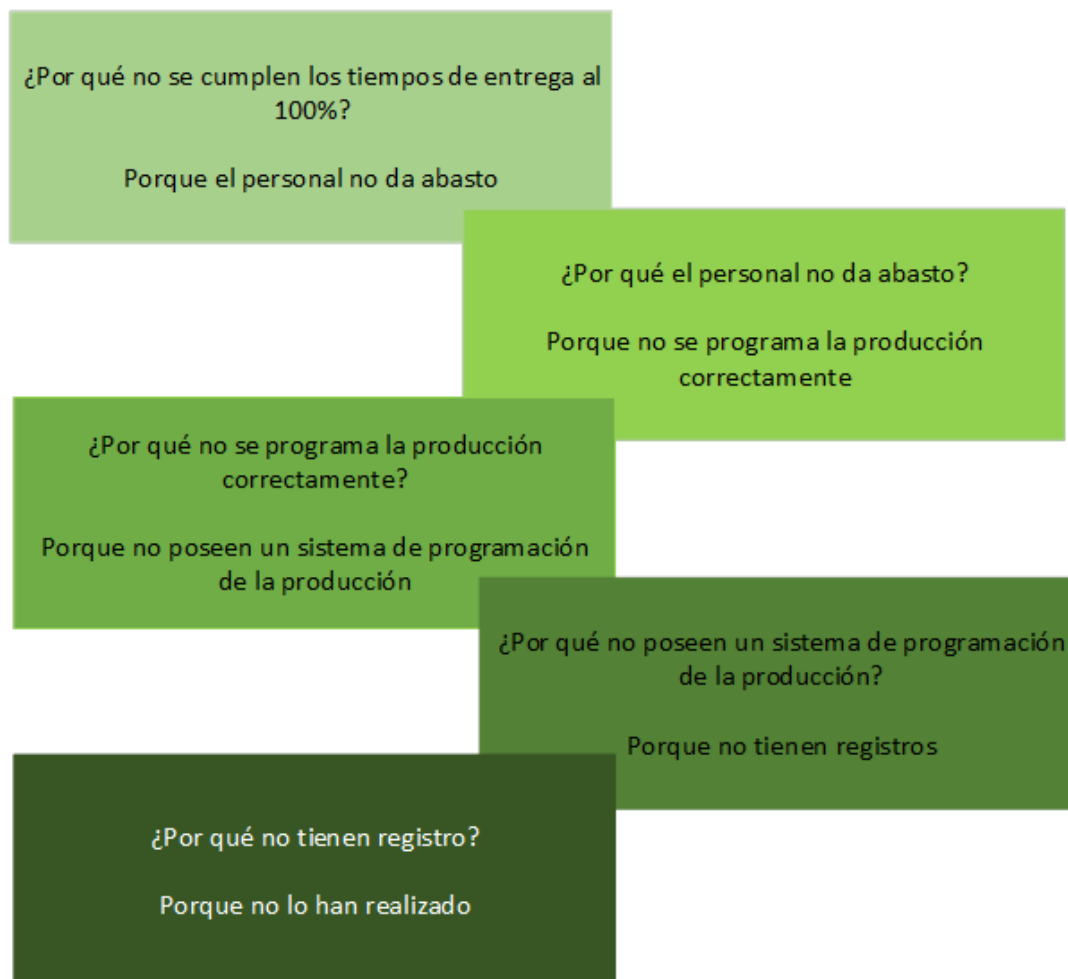 ¿Por qué no se cumplen los tiempos de entrega al
100%?
Porque el personal no da abasto
¿Por qué el personal no da abasto?
Porque no se programa la producción
correctamente
¿Por qué no se programa la producción
correctamente?
Porque no poseen un sistema de programación
de la producción
¿Por qué no poseen un sistema de programación
de la producción?
Porque no tienen registros
¿Por qué no tienen registro?
Porque no lo han realizado